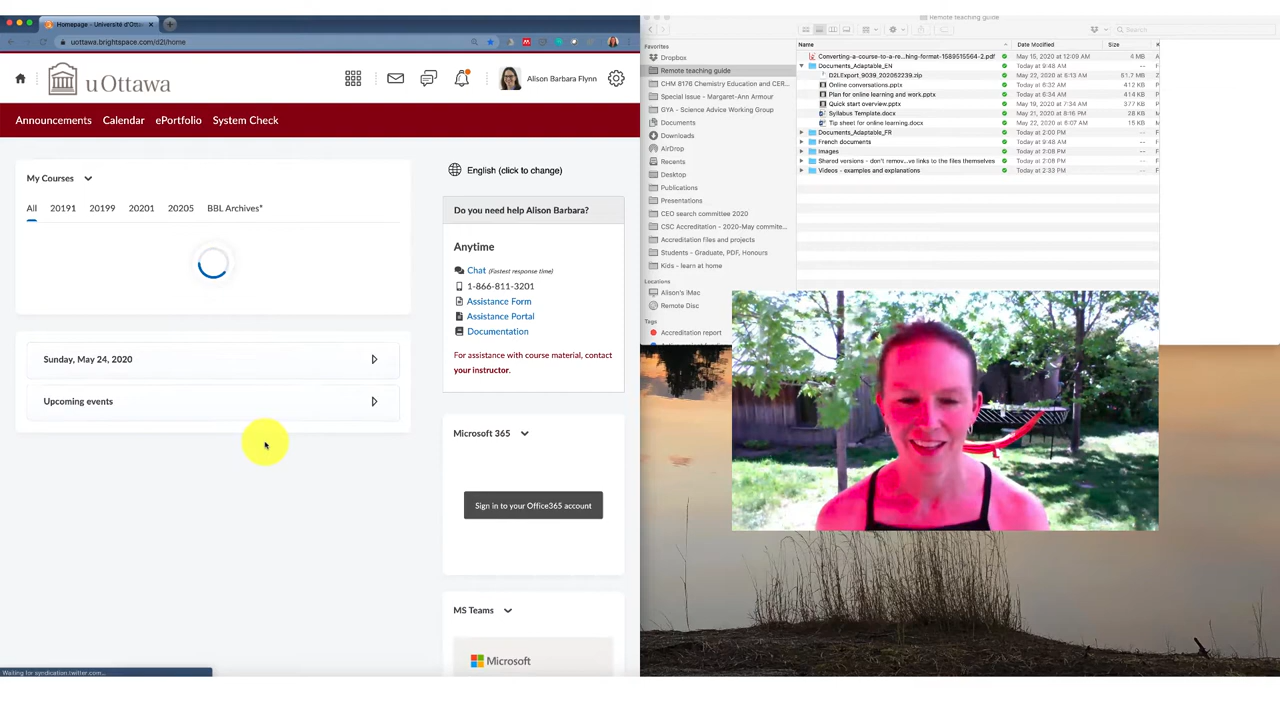 Homepage - Université d'Ott
uottawa.brightspace.com/d2l/home
uOttawa
Alison Barbara Flynn
Announcements Calendar ePortfolio System Check
My Courses
All 20191 20199 20201 20205 BBL Archives*
Sunday, May 24, 2020
Upcoming events
English (click to change)
Do you need help Alison Barbara?
Anytime
Chat (Fastest response time)
1-866-811-3201
Assistance Form
Assistance Portal
Documentation
For assistance with course material, contact
your instructor.
Microsoft 365
Sign in to your Office365 account
MS Teams
Microsoft
Waiting for syndication.twitter.com...
Remote teaching guide
Search
Favorites
Dropbox
Remote teaching guide
CHM 8176 Chemistry Education and CER...
Special Issue - Margaret-Ann Armour
GYA - Science Advice Working Group
Documents
Downloads
AirDrop
Recents
Desktop
Publications
Presentations
CEO search committee 2020
CSC Accreditation - 2020-May commite...
Accreditation files and projects
Students - Graduate, PDF, Honours
Kids - learn at home
Locations
Alison's iMac
Remote Disc
Tags
Accreditation report
Name Date Modified Size K
Converting-a-course-to-a-re...hing-format-1589515564-2.pdf May 15, 2020 at 12:09 AM 4 MB
Documents_Adaptable_EN Today at 9:48 AM --
D2LExport_9039_202052239.zip May 22, 2020 at 6:13 AM 61.7 MB
Online conversations.pptx Today at 6:32 AM 412 KB
Plan for online learning and work.pptx Today at 6:34 AM 414 KB
Quick start overview.pptx May 19, 2020 at 7:34 AM 377 KB
Syllabus Template.docx May 21, 2020 at 8:16 PM 28 KB
Tip sheet for online learning.docx May 22, 2020 at 6:07 AM 15 KB
Documents_Adaptable_FR Today at 2:00 PM --
French documents Today at 9:46 AM --
Images Today at 2:08 PM --
Shared versions - don't remov...ve links to the files themselves Today at 2:08 PM --
Videos - examples and explanations Today at 2:33 PM --